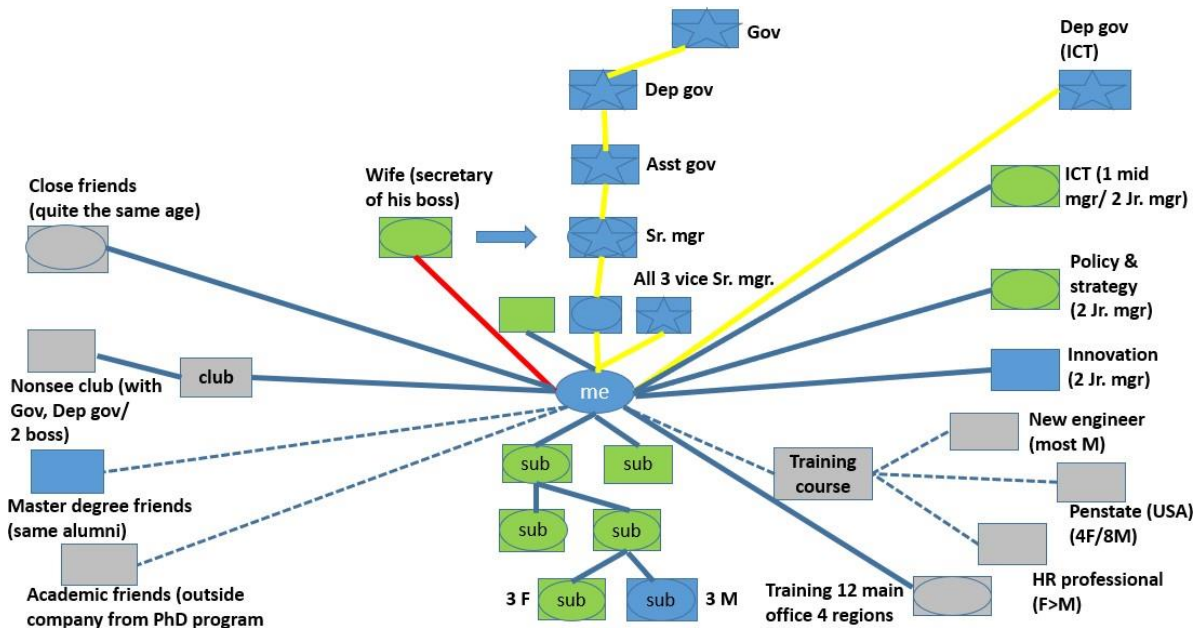 Gov
Dep gov
(ICT)
Dep gov
Asst gov
Wife (secretary
of his boss)
Close friends
(quite the same age)
ICT (1 mid
mgr/ 2 Jr. mgr)
Sr. mgr
All 3 vice Sr. mgr.
Policy &
strategy
(2 Jr. mgr)
club
Nonsee club (with
Gov, Dep gov/
2 boss)
me
Innovation
(2 Jr. mgr)
New engineer
(most M)
sub
sub
Training
course
Master degree friends
(same alumni)
Penstate (USA)
(4F/8M)
sub
sub
Academic friends (outside
company from PhD program
3 F
sub
sub
3 M
Training 12 main
office 4 regions
HR professional
(F>M)